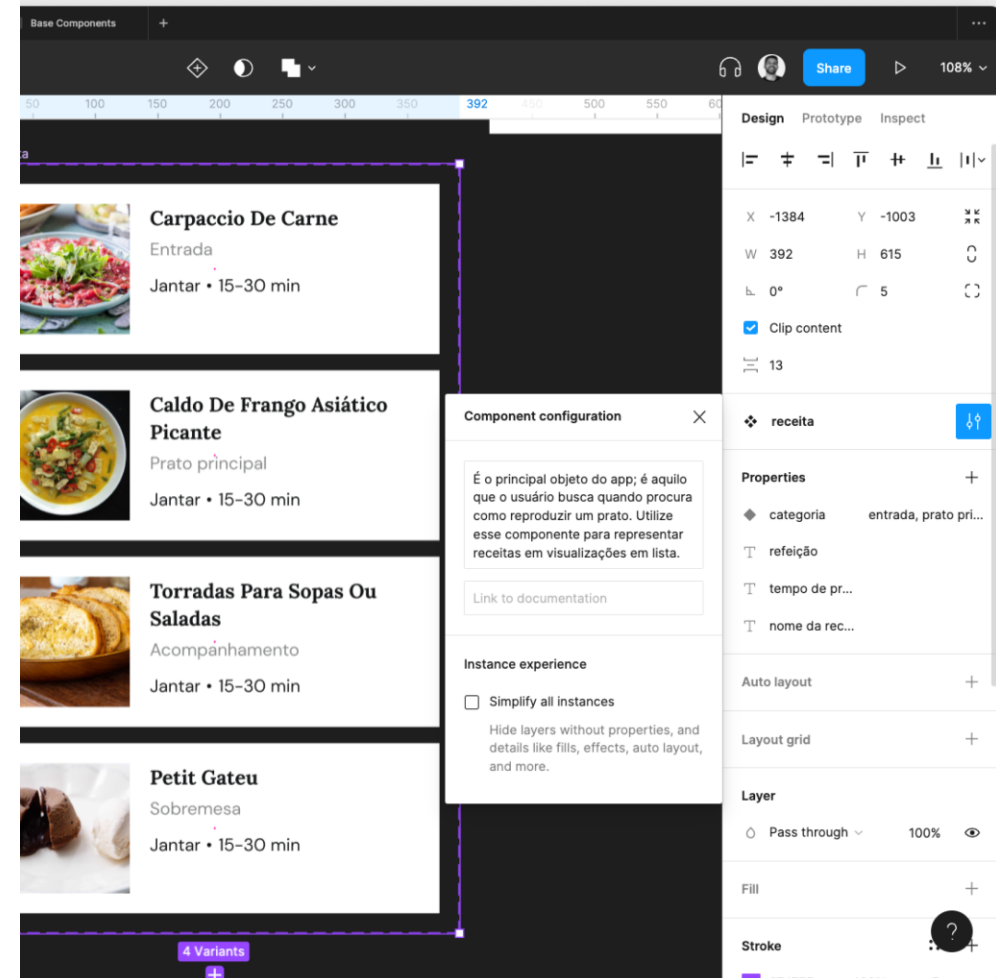 Base Components
Share
108%
50 100 150 200 250 300 350 392 450 500 550 60
Design Prototype Inspect
ta
X -1384 Y -1003
W 392 H 615
0° 5
Clip content
13
receita
Properties
categoria entrada, prato pri...
refeição
tempo de pr...
nome da rec...
Auto layout
Layout grid
Layer
Pass through 100%
Fill
Stroke
?
Carpaccio De Carne
Entrada
Jantar • 15-30 min
Caldo De Frango Asiático
Picante
Prato principal
Jantar • 15-30 min
Torradas Para Sopas Ou
Saladas
Acompanhamento
Jantar • 15-30 min
Petit Gateu
Sobremesa
Jantar • 15-30 min
4 Variants
Component configuration
É o principal objeto do app; é aquilo
que o usuário busca quando procura
como reproduzir um prato. Utilize
esse componente para representar
receitas em visualizações em lista.
Link to documentation
Instance experience
Simplify all instances
Hide layers without properties, and
details like fills, effects, auto layout,
and more.